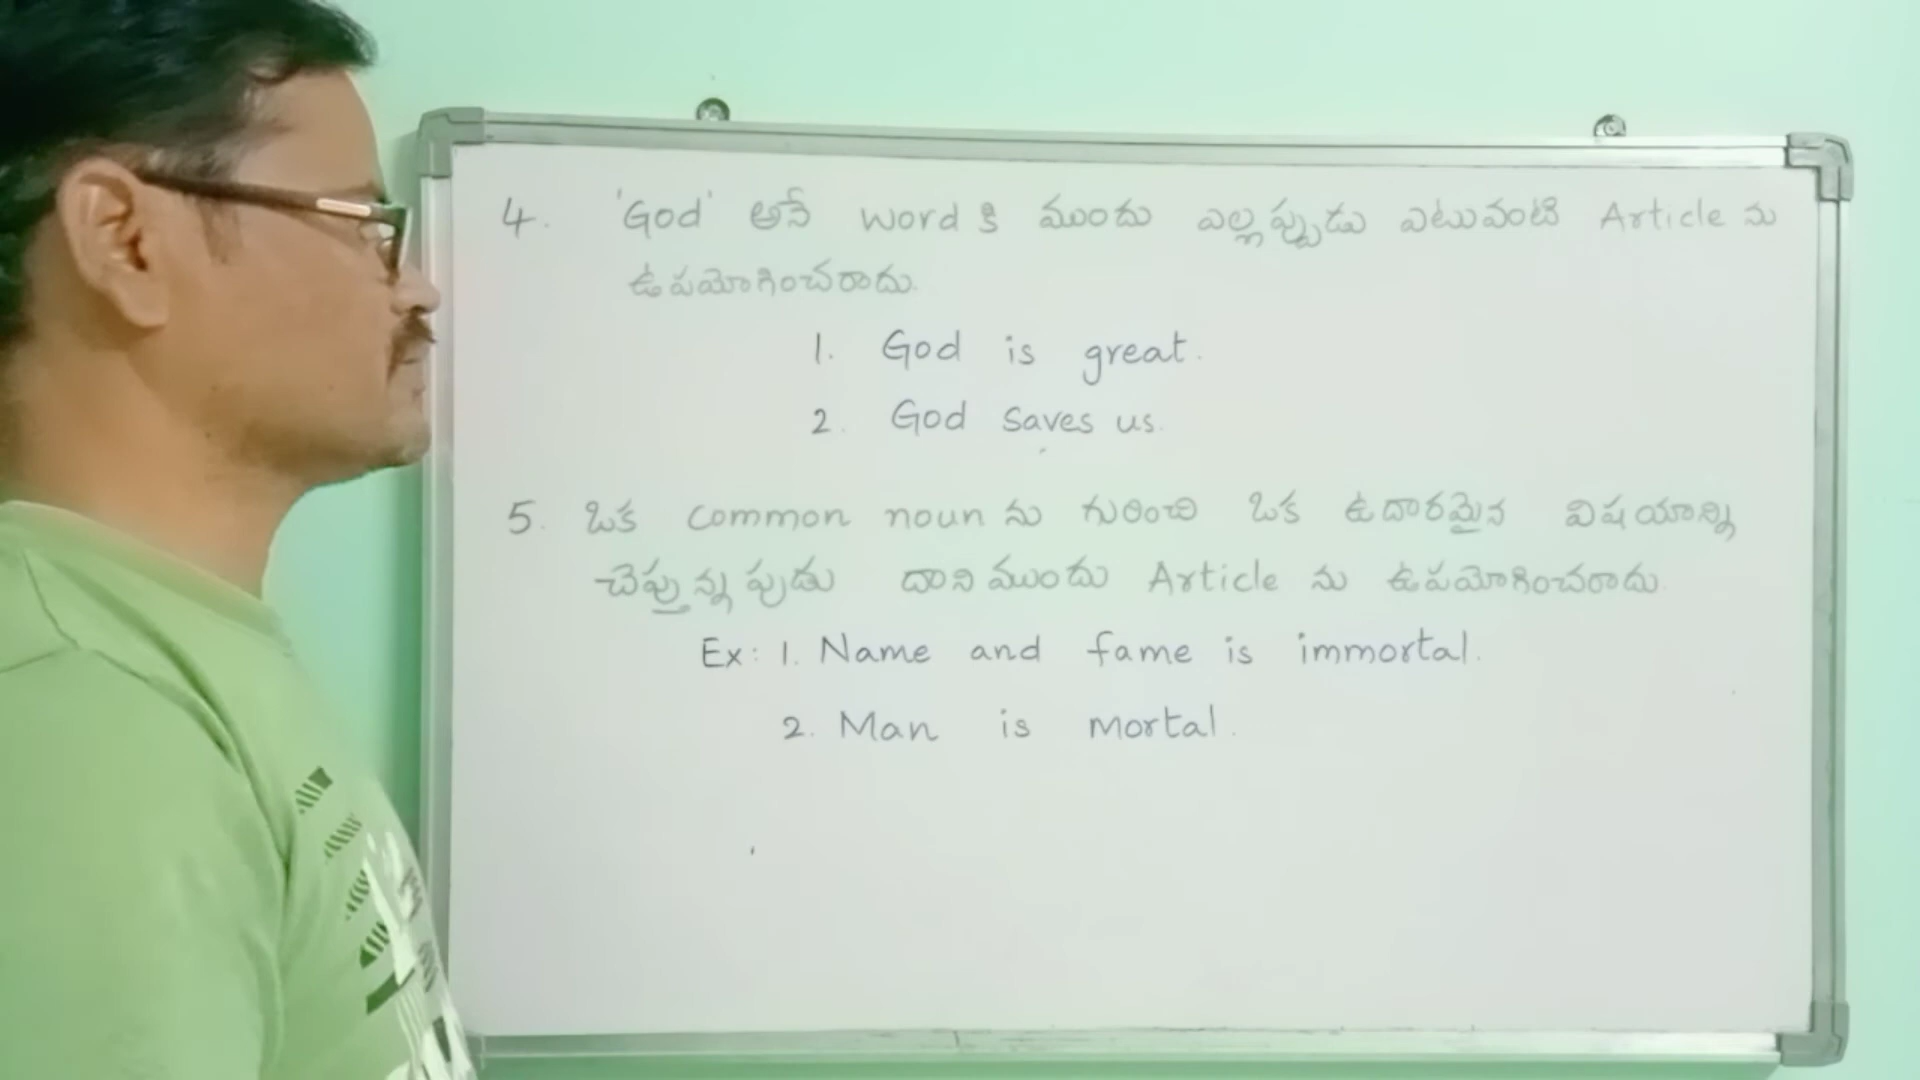 4. 'God' అనే word కి ముందు ఎల్లప్పుడు ఎటువంటి Article ను
ఉపయోగించరాదు.
1. God is great.
2. God saves us.
5. ఒక common noun ను గురించి ఒక ఉదారమైన విషయాన్ని
చెప్తున్నపుడు దానిముందు Article ను ఉపయోగించరాదు.
Ex: 1. Name and fame is immortal.
2. Man is mortal.